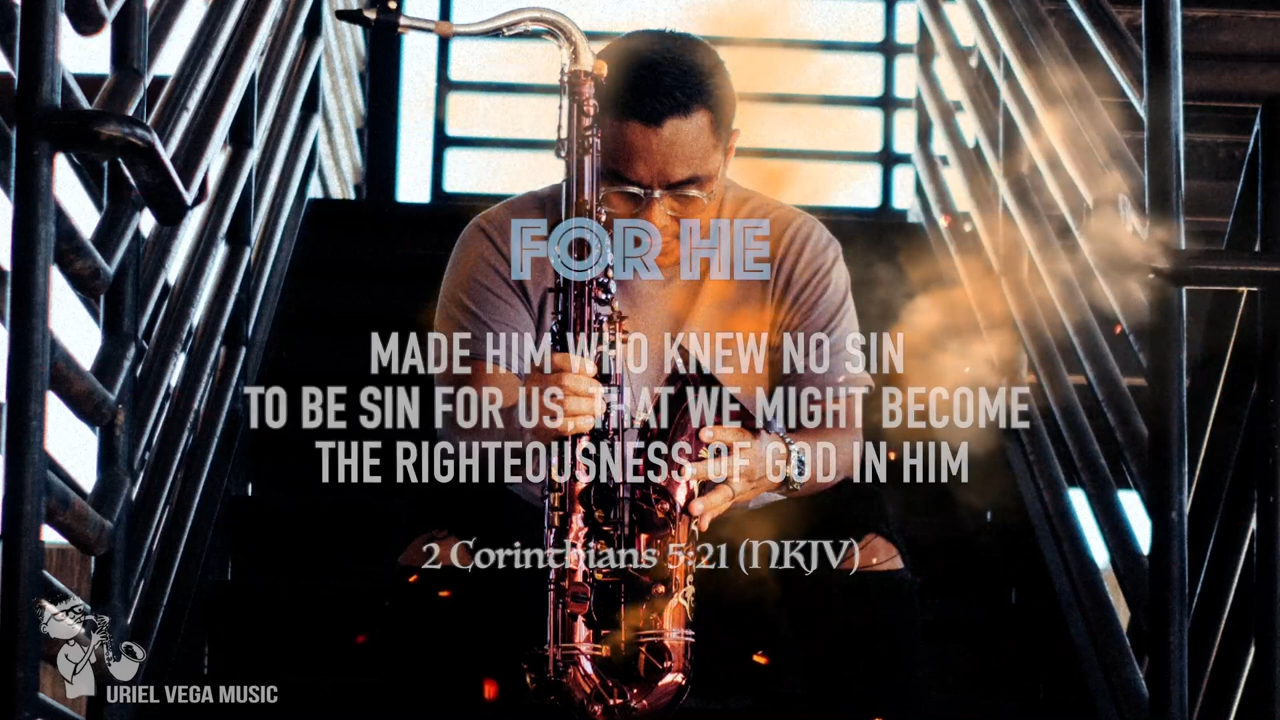 FOR HE
MADE HIM WHO KNEW NO SIN
TO BE SIN FOR US, THAT WE MIGHT BECOME
THE RIGHTEOUSNESS OF GOD IN HIM
2 Corinthians 5:21 (NKJV)
URIEL VEGA MUSIC